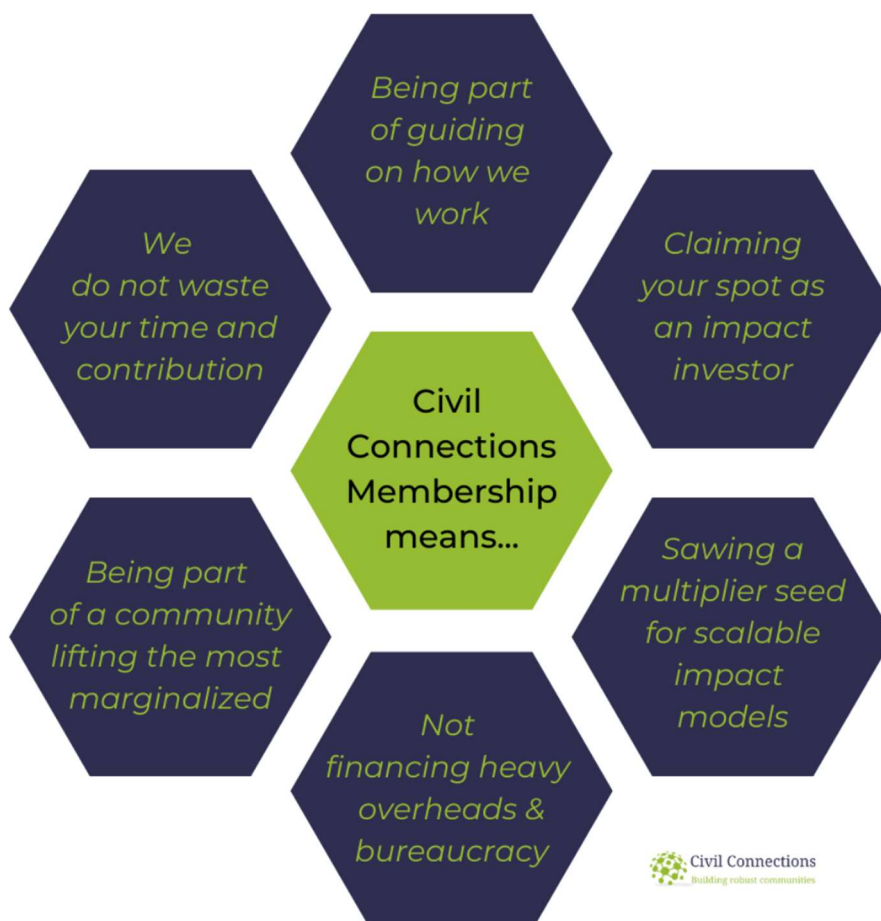 Being part
of guiding
on how we
work
We
do not waste
your time and
contribution
Claiming
your spot as
an impact
investor
Civil
Connections
Membership
means...
Being part
of a community
lifting the most
marginalized
Sawing a
multiplier seed
for scalable
impact
models
Not
financing heavy
overheads &
bureaucracy
Civil Connections
Building robust communities